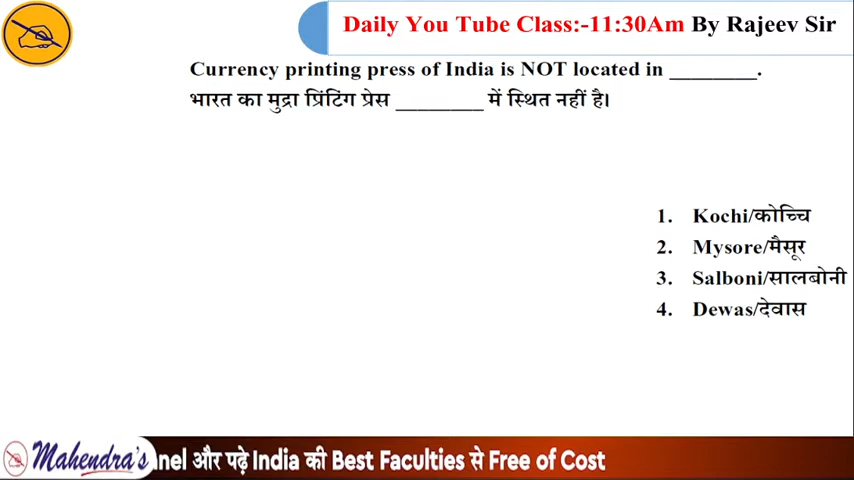 Daily You Tube Class:-11:30Am By Rajeev Sir
Currency printing press of India is NOT located in ________.
भारत का मुद्रा प्रिंटिंग प्रेस ________ में स्थित नहीं है।
1. Kochi/कोच्चि
2. Mysore/मैसूर
3. Salboni/सालबोनी
4. Dewas/देवास
Mahendra's nel और पढ़े India की Best Faculties से Free of Cost